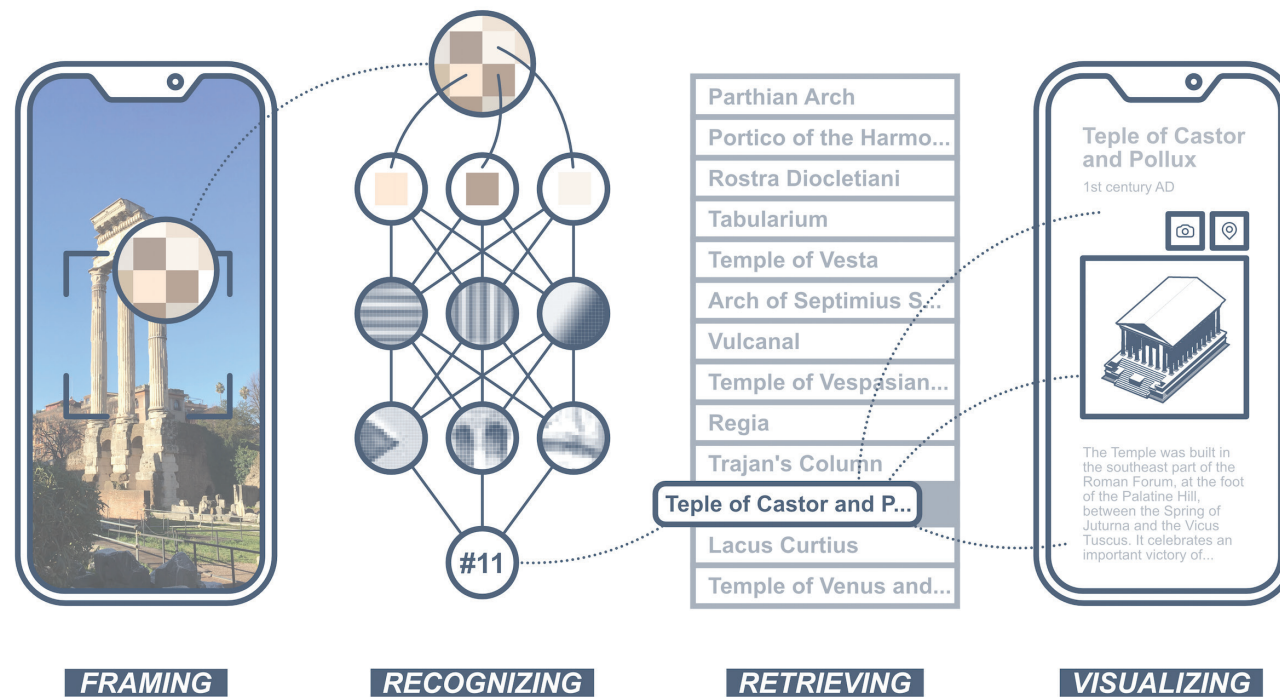 #11
Parthian Arch
Portico of the Harmo...
Rostra Diocletiani
Tabularium
Temple of Vesta
Arch of Septimius S...
Vulcanal
Temple of Vespasian...
Regia
Trajan's Column
Teple of Castor and P...
Lacus Curtius
Temple of Venus and...
Teple of Castor
and Pollux
1st century AD
The Temple was built in
the southeast part of the
Roman Forum, at the foot
of the Palatine Hill,
between the Spring of
Juturna and the Vicus
Tuscus. It celebrates an
important victory of...
FRAMING
RECOGNIZING
RETRIEVING
VISUALIZING